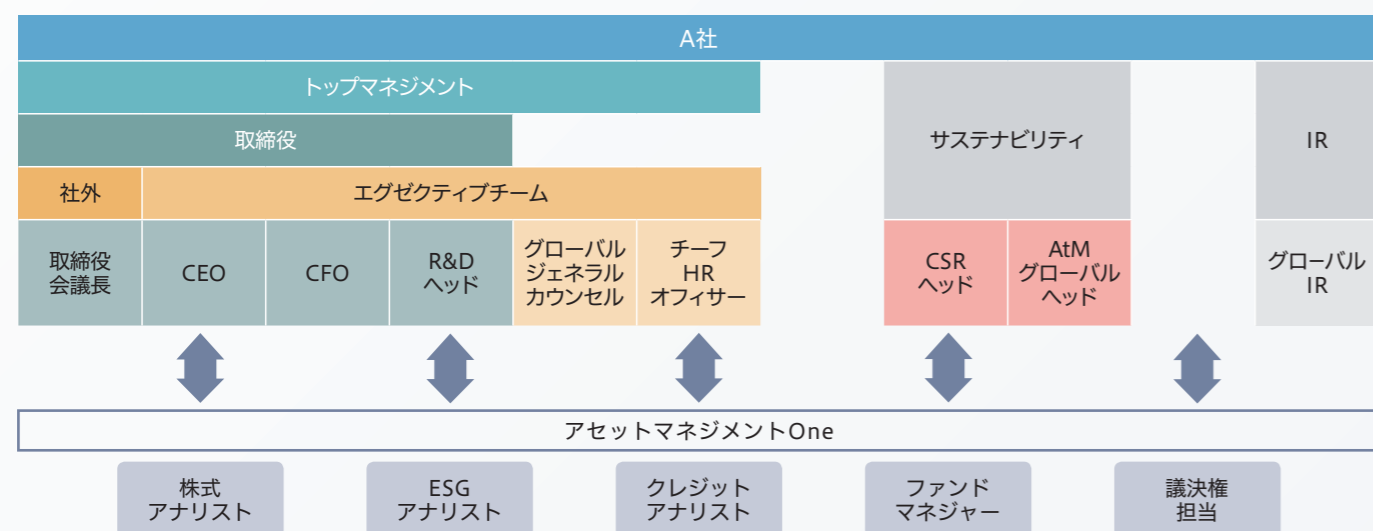 A社
トップマネジメント
取締役
サステナビリティ
IR
社外
エグゼクティブチーム
取締役
会議長
CEO
CFO
R&D
ヘッド
グローバル
ジェネラル
カウンセル
チーフ
HR
オフィサー
CSR
ヘッド
AtM
グローバル
ヘッド
グローバル
IR
アセットマネジメントOne
株式
アナリスト
ESG
アナリスト
クレジット
アナリスト
ファンド
マネジャー
議決権
担当